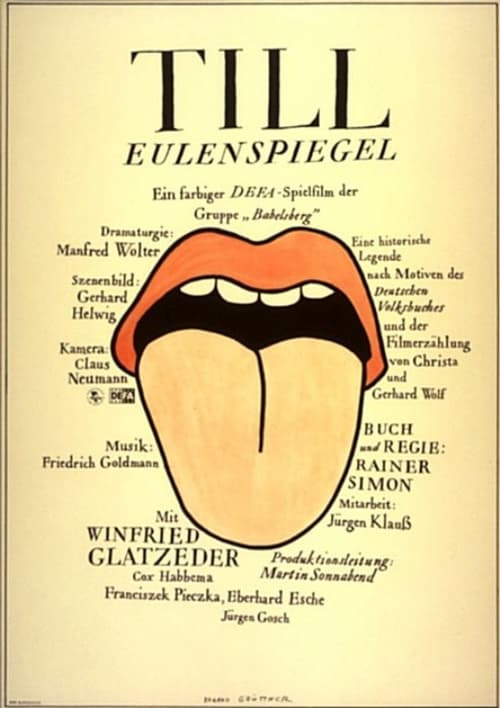 TILL
EULENSPIEGEL
Ein farbiger DEFA-Spielfilm der
Gruppe „Babelsberg"
Dramaturgie:
Manfred Wolter
Szenenbild:
Gerhard
Helwig
Kamera:
Claus
Neumann
DEFA
Musik:
Friedrich Goldmann
Eine historische
Legende
nach Motiven des
Deutschen
Volksbuches
und der
Filmerzählung
von Christa
und
Gerhard Wolf
BUCH
und REGIE:
RAINER
SIMON
Mitarbeit:
Jürgen Klauß
Produktionsleitung:
Martin Sonnabend
Mit
WINFRIED
GLATZEDER
Cox Habbema
Franciszek Pieczka, Eberhard Esche
Jürgen Gosch